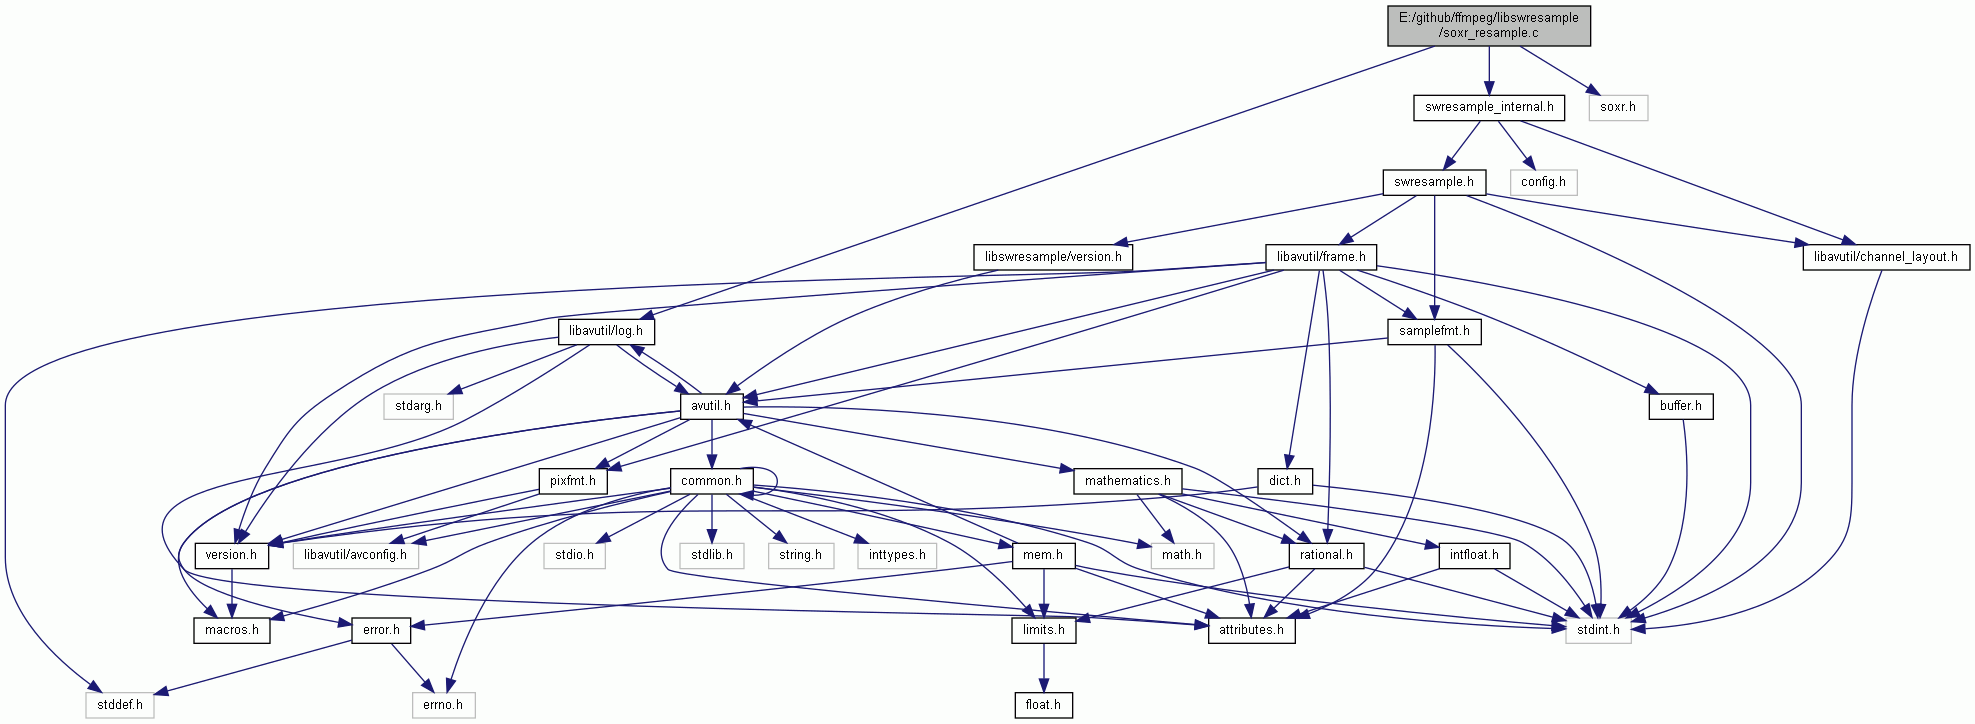 E:/github/ffmpeg/libswresample
/soxr_resample.c
swresample_internal.h
soxr.h
swresample.h
config.h
libswresample/version.h
libavutil/frame.h
libavutil/channel_layout.h
libavutil/log.h
samplefmt.h
stdarg.h
avutil.h
buffer.h
pixfmt.h
common.h
mathematics.h
dict.h
version.h
libavutil/avconfig.h
stdio.h
stdlib.h
string.h
inttypes.h
mem.h
math.h
rational.h
intfloat.h
macros.h
error.h
limits.h
attributes.h
stdint.h
stddef.h
errno.h
float.h